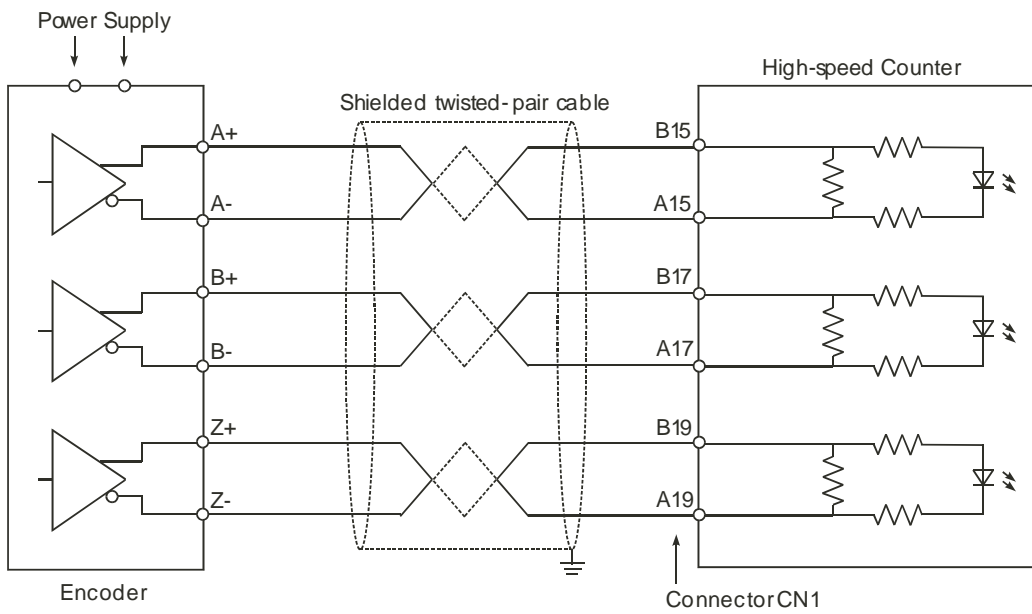 Power Supply
High-speed Counter
Shielded twisted-pair cable
A+
B15
A-
A15
B+
B17
B-
A17
Z+
B19
Z-
A19
Encoder
Connector CN1